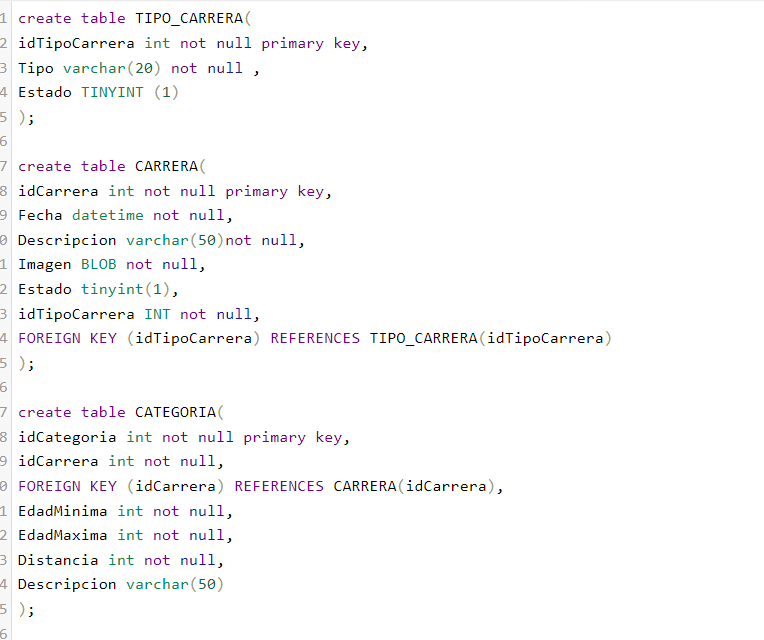 1 create table TIPO_CARRERA(
2 idTipoCarrera int not null primary key,
3 Tipo varchar(20) not null ,
4 Estado TINYINT (1)
5 );
6
7 create table CARRERA(
8 idCarrera int not null primary key,
9 Fecha datetime not null,
0 Descripcion varchar(50)not null,
1 Imagen BLOB not null,
2 Estado tinyint(1),
3 idTipoCarrera INT not null,
4 FOREIGN KEY (idTipoCarrera) REFERENCES TIPO_CARRERA(idTipoCarrera)
5 );
6
7 create table CATEGORIA(
8 idCategoria int not null primary key,
9 idCarrera int not null,
0 FOREIGN KEY (idCarrera) REFERENCES CARRERA(idCarrera),
1 EdadMinima int not null,
2 EdadMaxima int not null,
3 Distancia int not null,
4 Descripcion varchar(50)
5 );
6